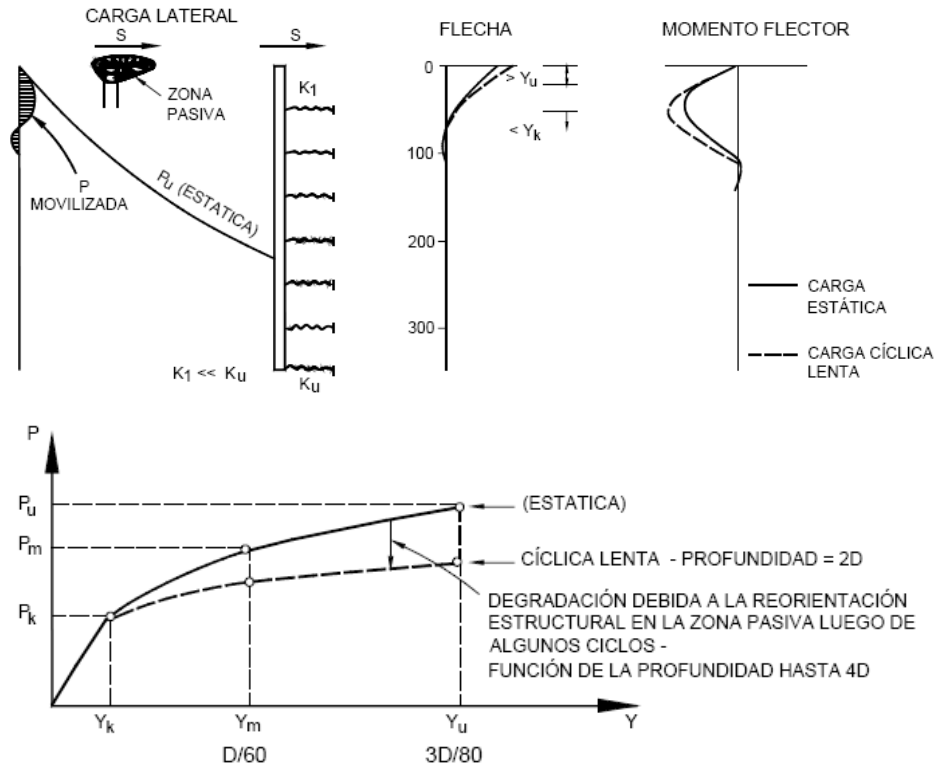 CARGA LATERAL
S
S
ZONA
PASIVA
P
MOVILIZADA
Pu (ESTATICA)
K1
K1 << Ku
Ku
FLECHA
0
100
200
300
> Yu
< Yk
MOMENTO FLECTOR
CARGA
ESTÁTICA
CARGA CÍCLICA
LENTA
P
Pu
Pm
Pk
(ESTATICA)
CÍCLICA LENTA - PROFUNDIDAD = 2D
DEGRADACIÓN DEBIDA A LA REORIENTACIÓN
ESTRUCTURAL EN LA ZONA PASIVA LUEGO DE
ALGUNOS CICLOS -
FUNCIÓN DE LA PROFUNDIDAD HASTA 4D
Yk
Ym
Yu
Y
D/60
3D/80